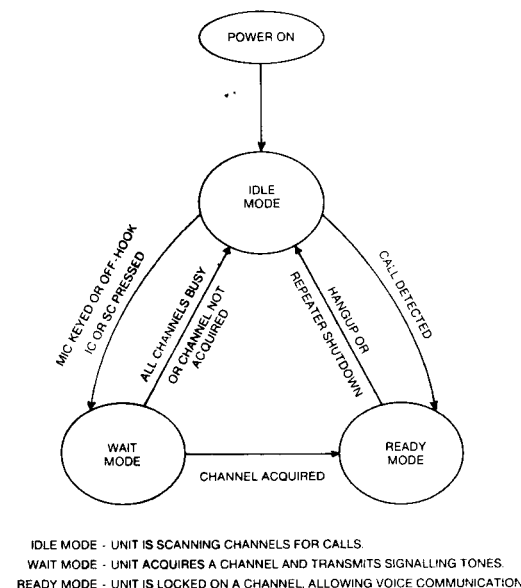 POWER ON
IDLE
MODE
MIC KEYED OR OFF-HOOK
IC OR SC PRESSED
ALL CHANNELS BUSY
OR CHANNEL NOT
ACQUIRED
HANGUP OR
REPEATER SHUTDOWN
CALL DETECTED
WAIT
MODE
CHANNEL ACQUIRED
READY
MODE
IDLE MODE - UNIT IS SCANNING CHANNELS FOR CALLS.
WAIT MODE - UNIT ACQUIRES A CHANNEL AND TRANSMITS SIGNALLING TONES.
READY MODE - UNIT IS LOCKED ON A CHANNEL, ALLOWING VOICE COMMUNICATION